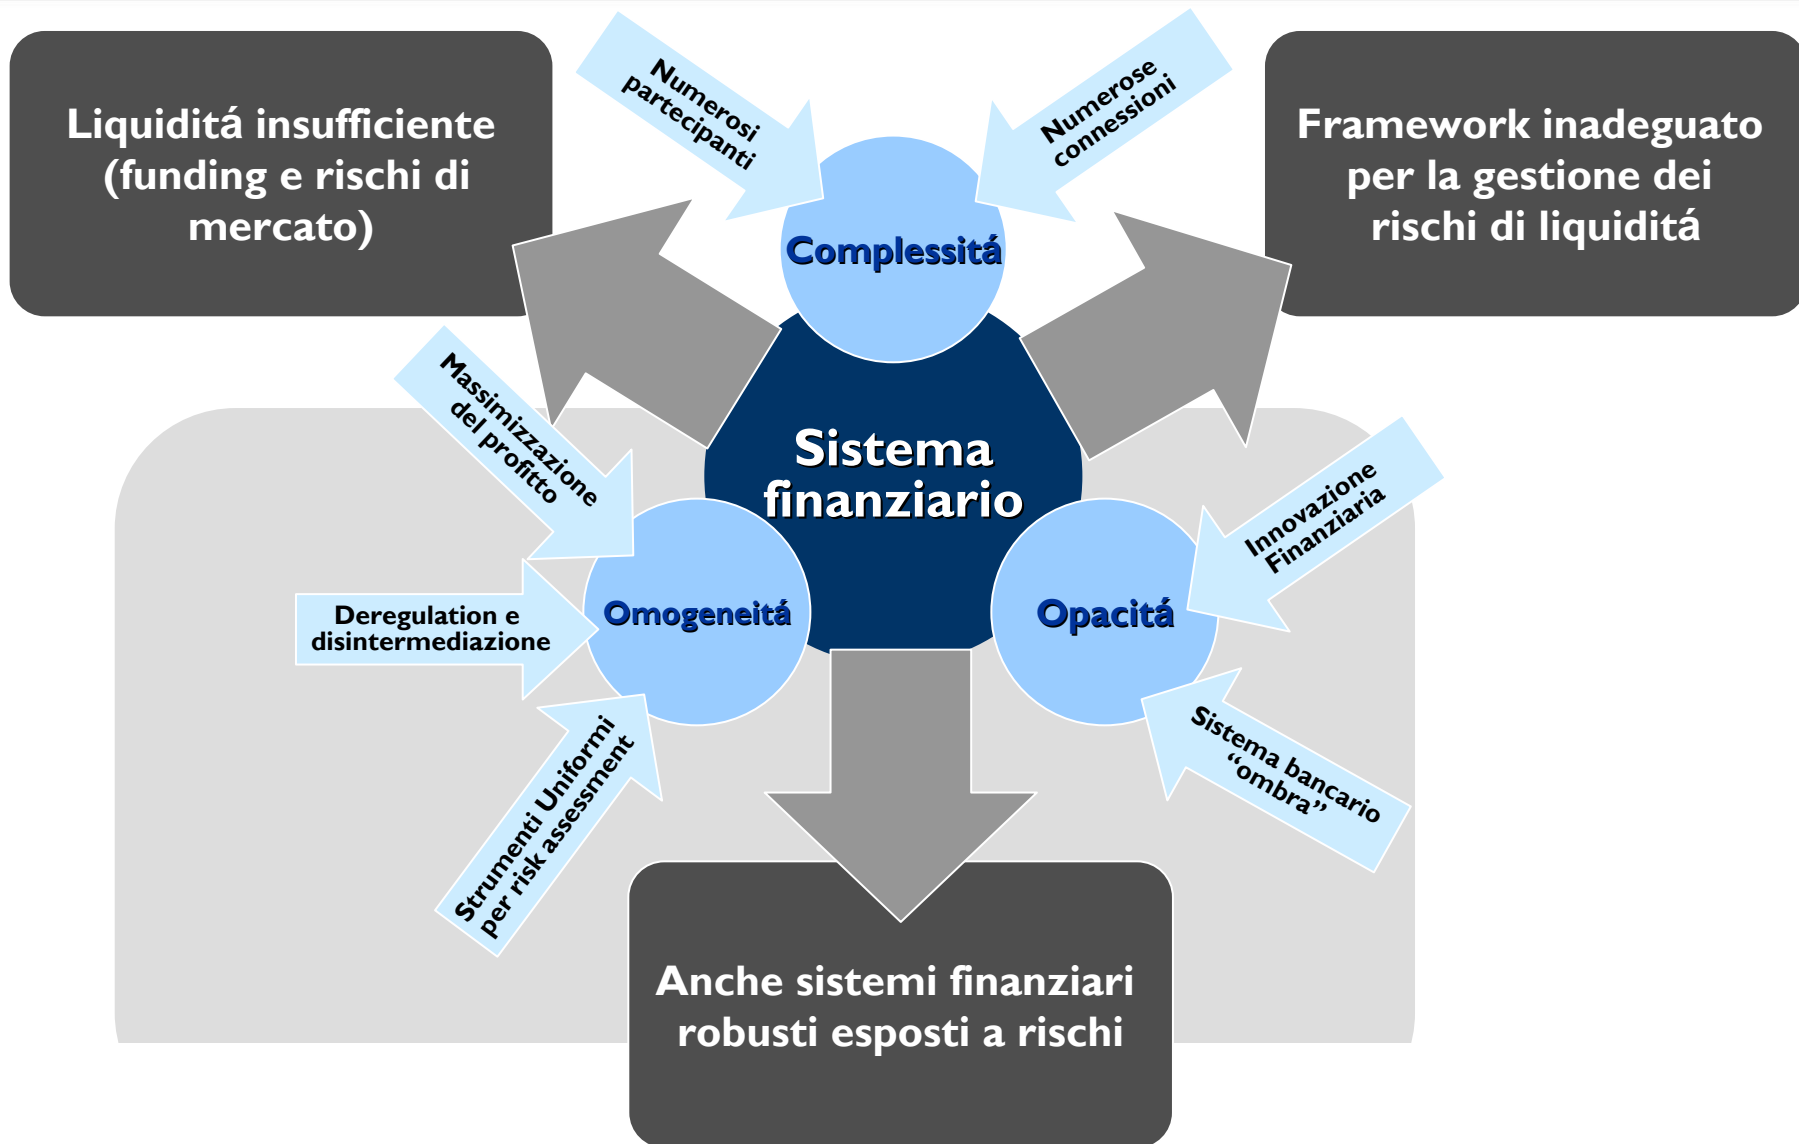 Liquiditá insufficiente
(funding e rischi di
mercato)
Numerosi
partecipanti
Numerose
connessioni
Framework inadeguato
per la gestione dei
rischi di liquiditá
Complessitá
Massimizzazione
del profitto
Sistema
finanziario
Innovazione
Finanziaria
Deregulation e
disintermediazione
Omogeneitá
Opacitá
Strumenti Uniformi
per risk assessment
Sistema bancario
“ombra”
Anche sistemi finanziari
robusti esposti a rischi